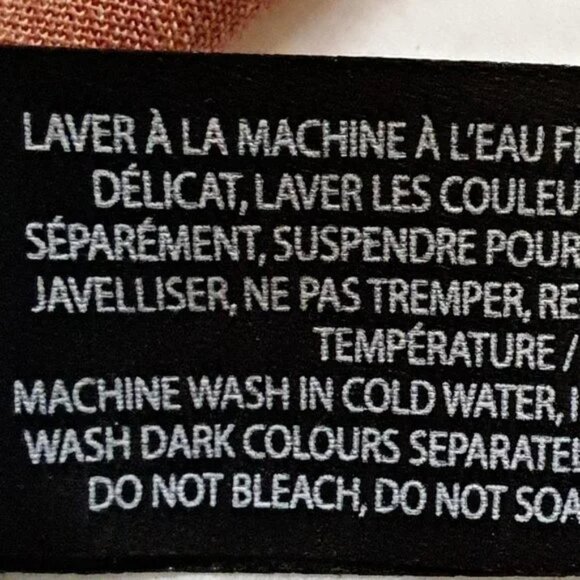 LAVER À LA MACHINE À L'EAU
DÉLICAT, LAVER LES
SÉPARÉMENT, SUSPENDRE POUR
JAVELLISER, NE PAS TREMPER,
TEMPÉRATURE /
MACHINE WASH IN COLD WATER,
WASH DARK COLOURS
DO NOT BLEACH, DO NOT